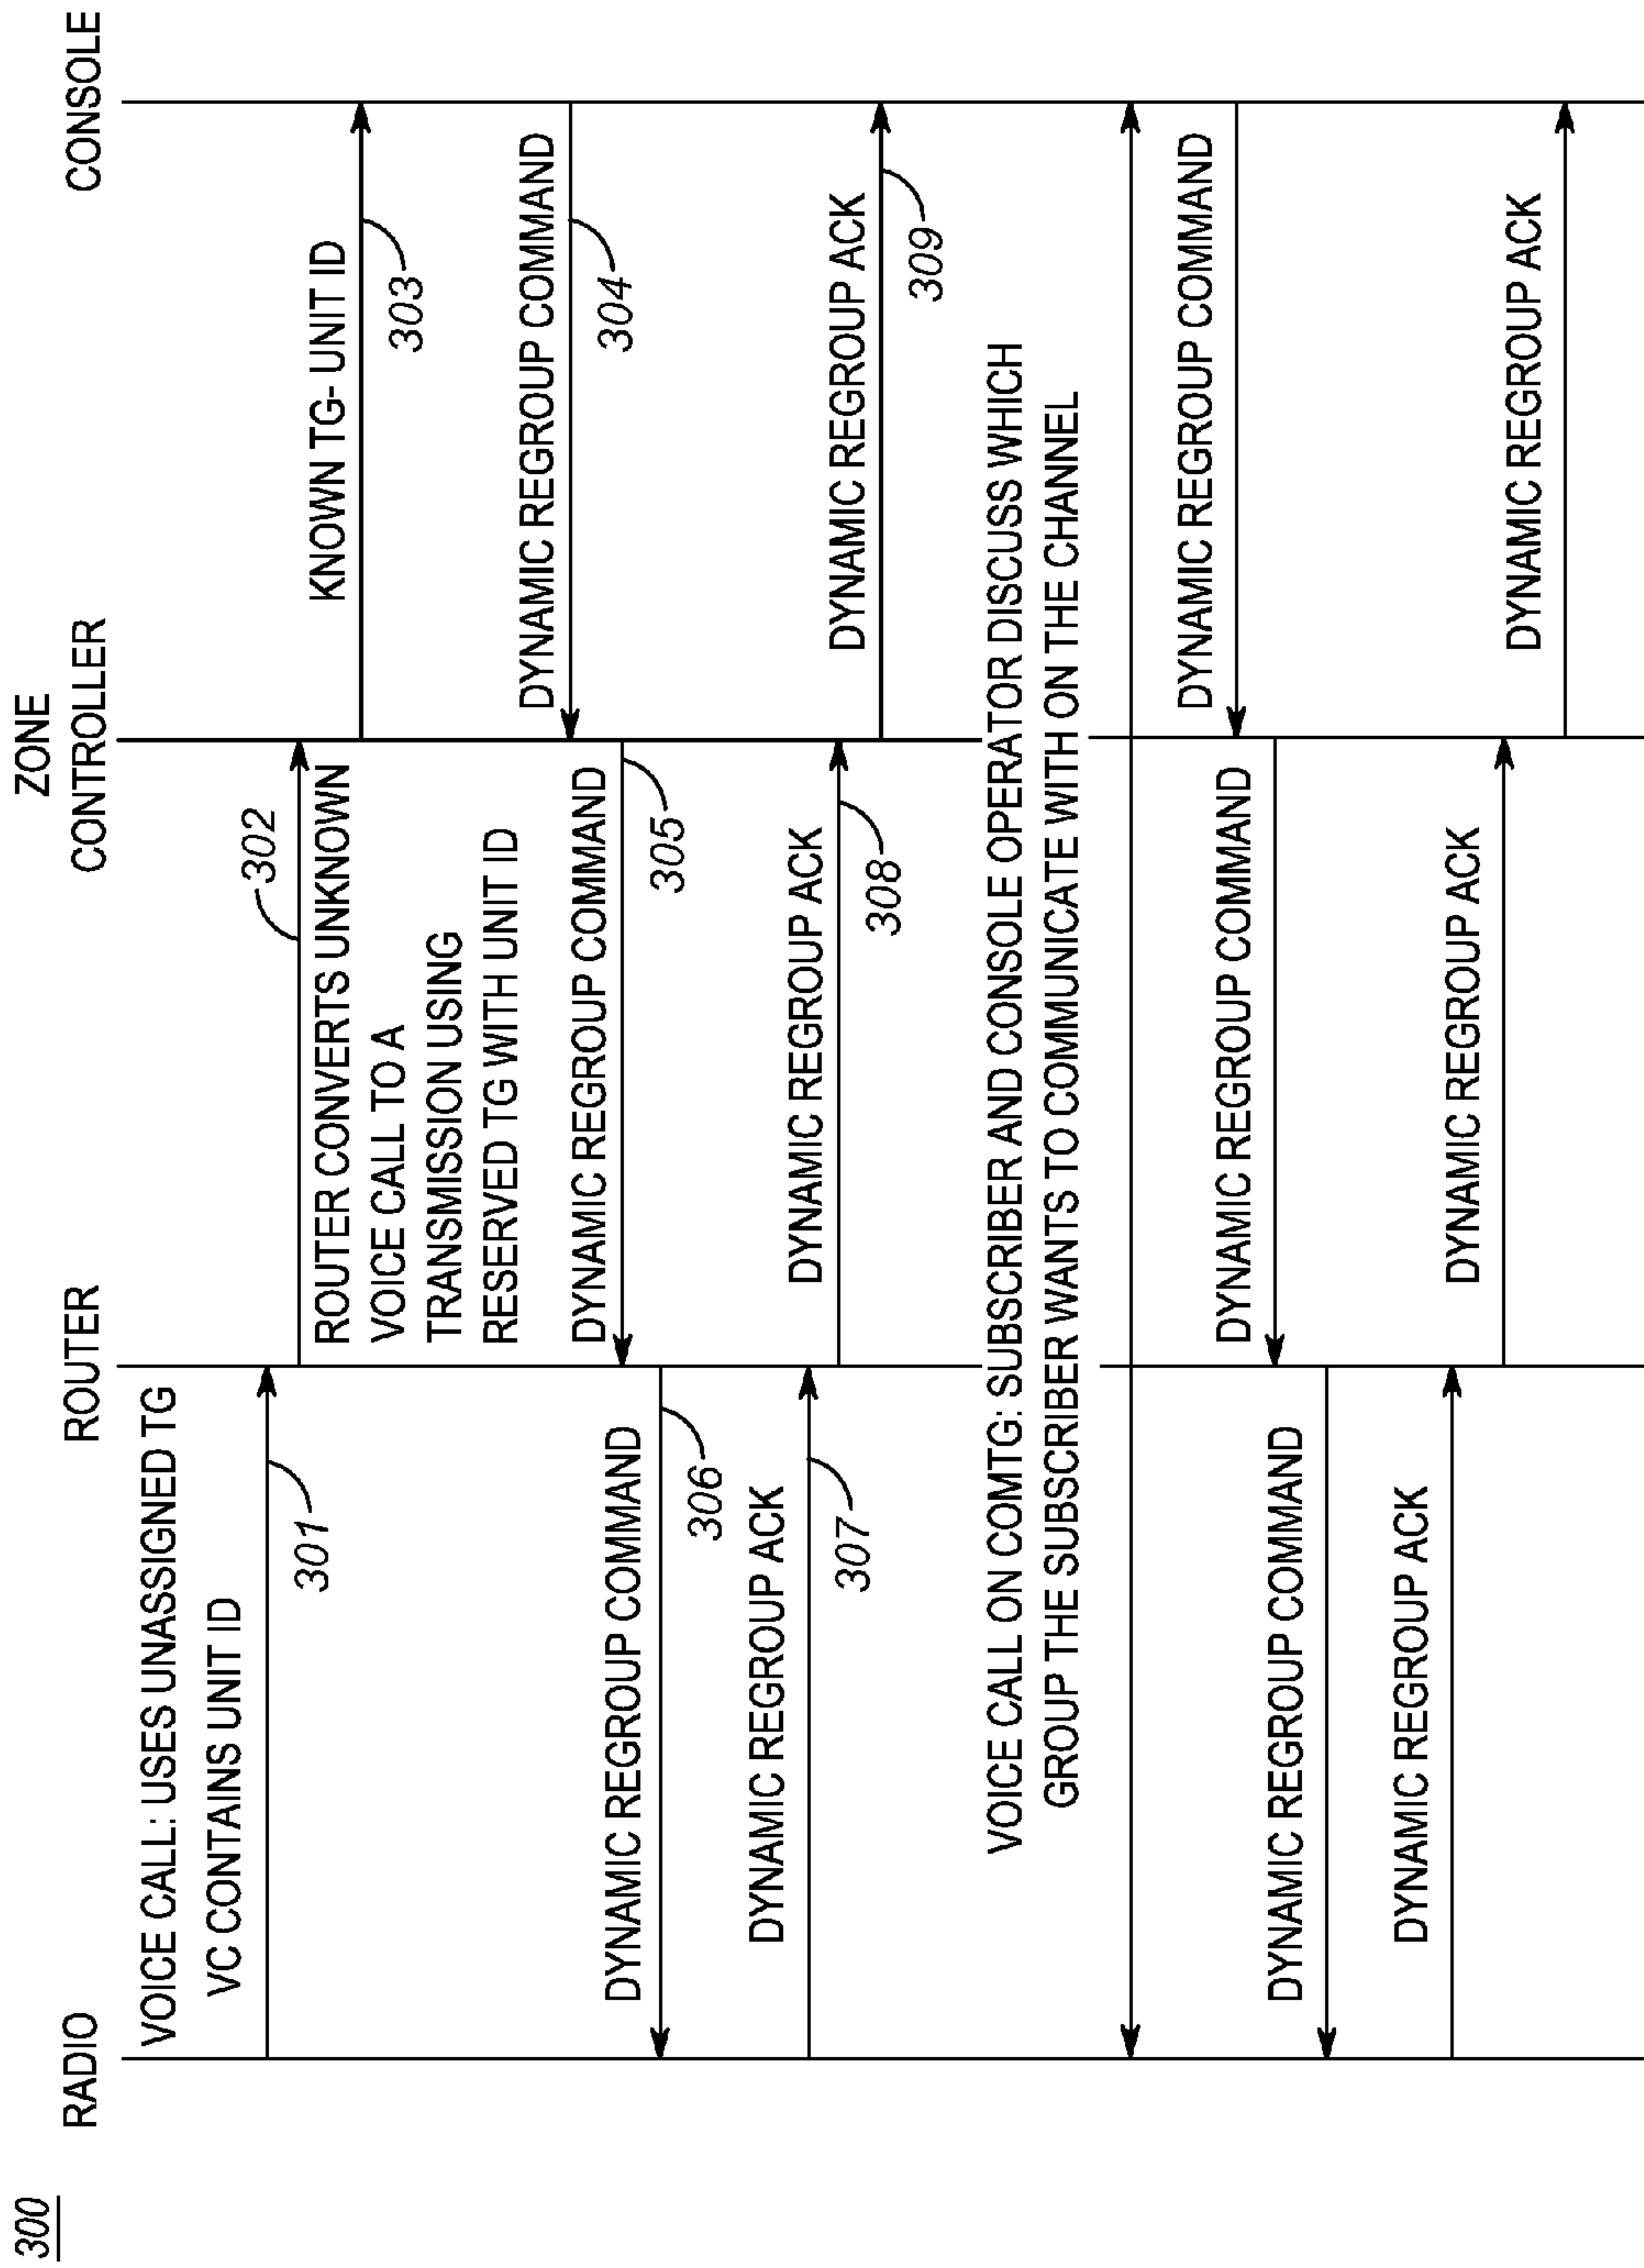 300
RADIO
ROUTER
ZONE
CONTROLLER
CONSOLE
VOICE CALL: USES UNASSIGNED TG
VC CONTAINS UNIT ID
301
302
ROUTER CONVERTS UNKNOWN
VOICE CALL TO A
TRANSMISSION USING
RESERVED TG WITH UNIT ID
KNOWN TG- UNIT ID
303
DYNAMIC REGROUP COMMAND
304
DYNAMIC REGROUP COMMAND
305
DYNAMIC REGROUP COMMAND
306
DYNAMIC REGROUP ACK
307
DYNAMIC REGROUP ACK
308
DYNAMIC REGROUP ACK
309
VOICE CALL ON COMTG: SUBSCRIBER AND CONSOLE OPERATOR DISCUSS WHICH
GROUP THE SUBSCRIBER WANTS TO COMMUNICATE WITH ON THE CHANNEL
DYNAMIC REGROUP COMMAND
DYNAMIC REGROUP COMMAND
DYNAMIC REGROUP COMMAND
DYNAMIC REGROUP ACK
DYNAMIC REGROUP ACK
DYNAMIC REGROUP ACK